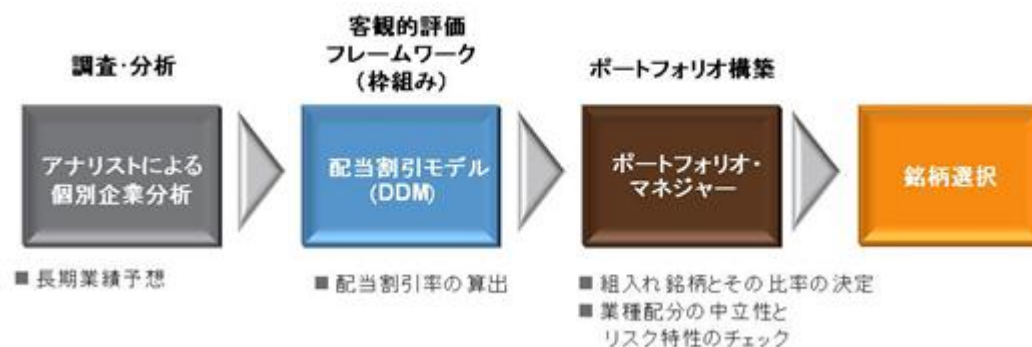 調査・分析
アナリストによる
個別企業分析
■ 長期業績予想
客観的評価
フレームワーク
(枠組み)
配当割引モデル
(DDM)
■ 配当割引率の算出
ポートフォリオ構築
ポートフォリオ・
マネジャー
■ 組入れ銘柄とその比率の決定
■ 業種配分の中立性と
リスク特性のチェック
銘柄選択